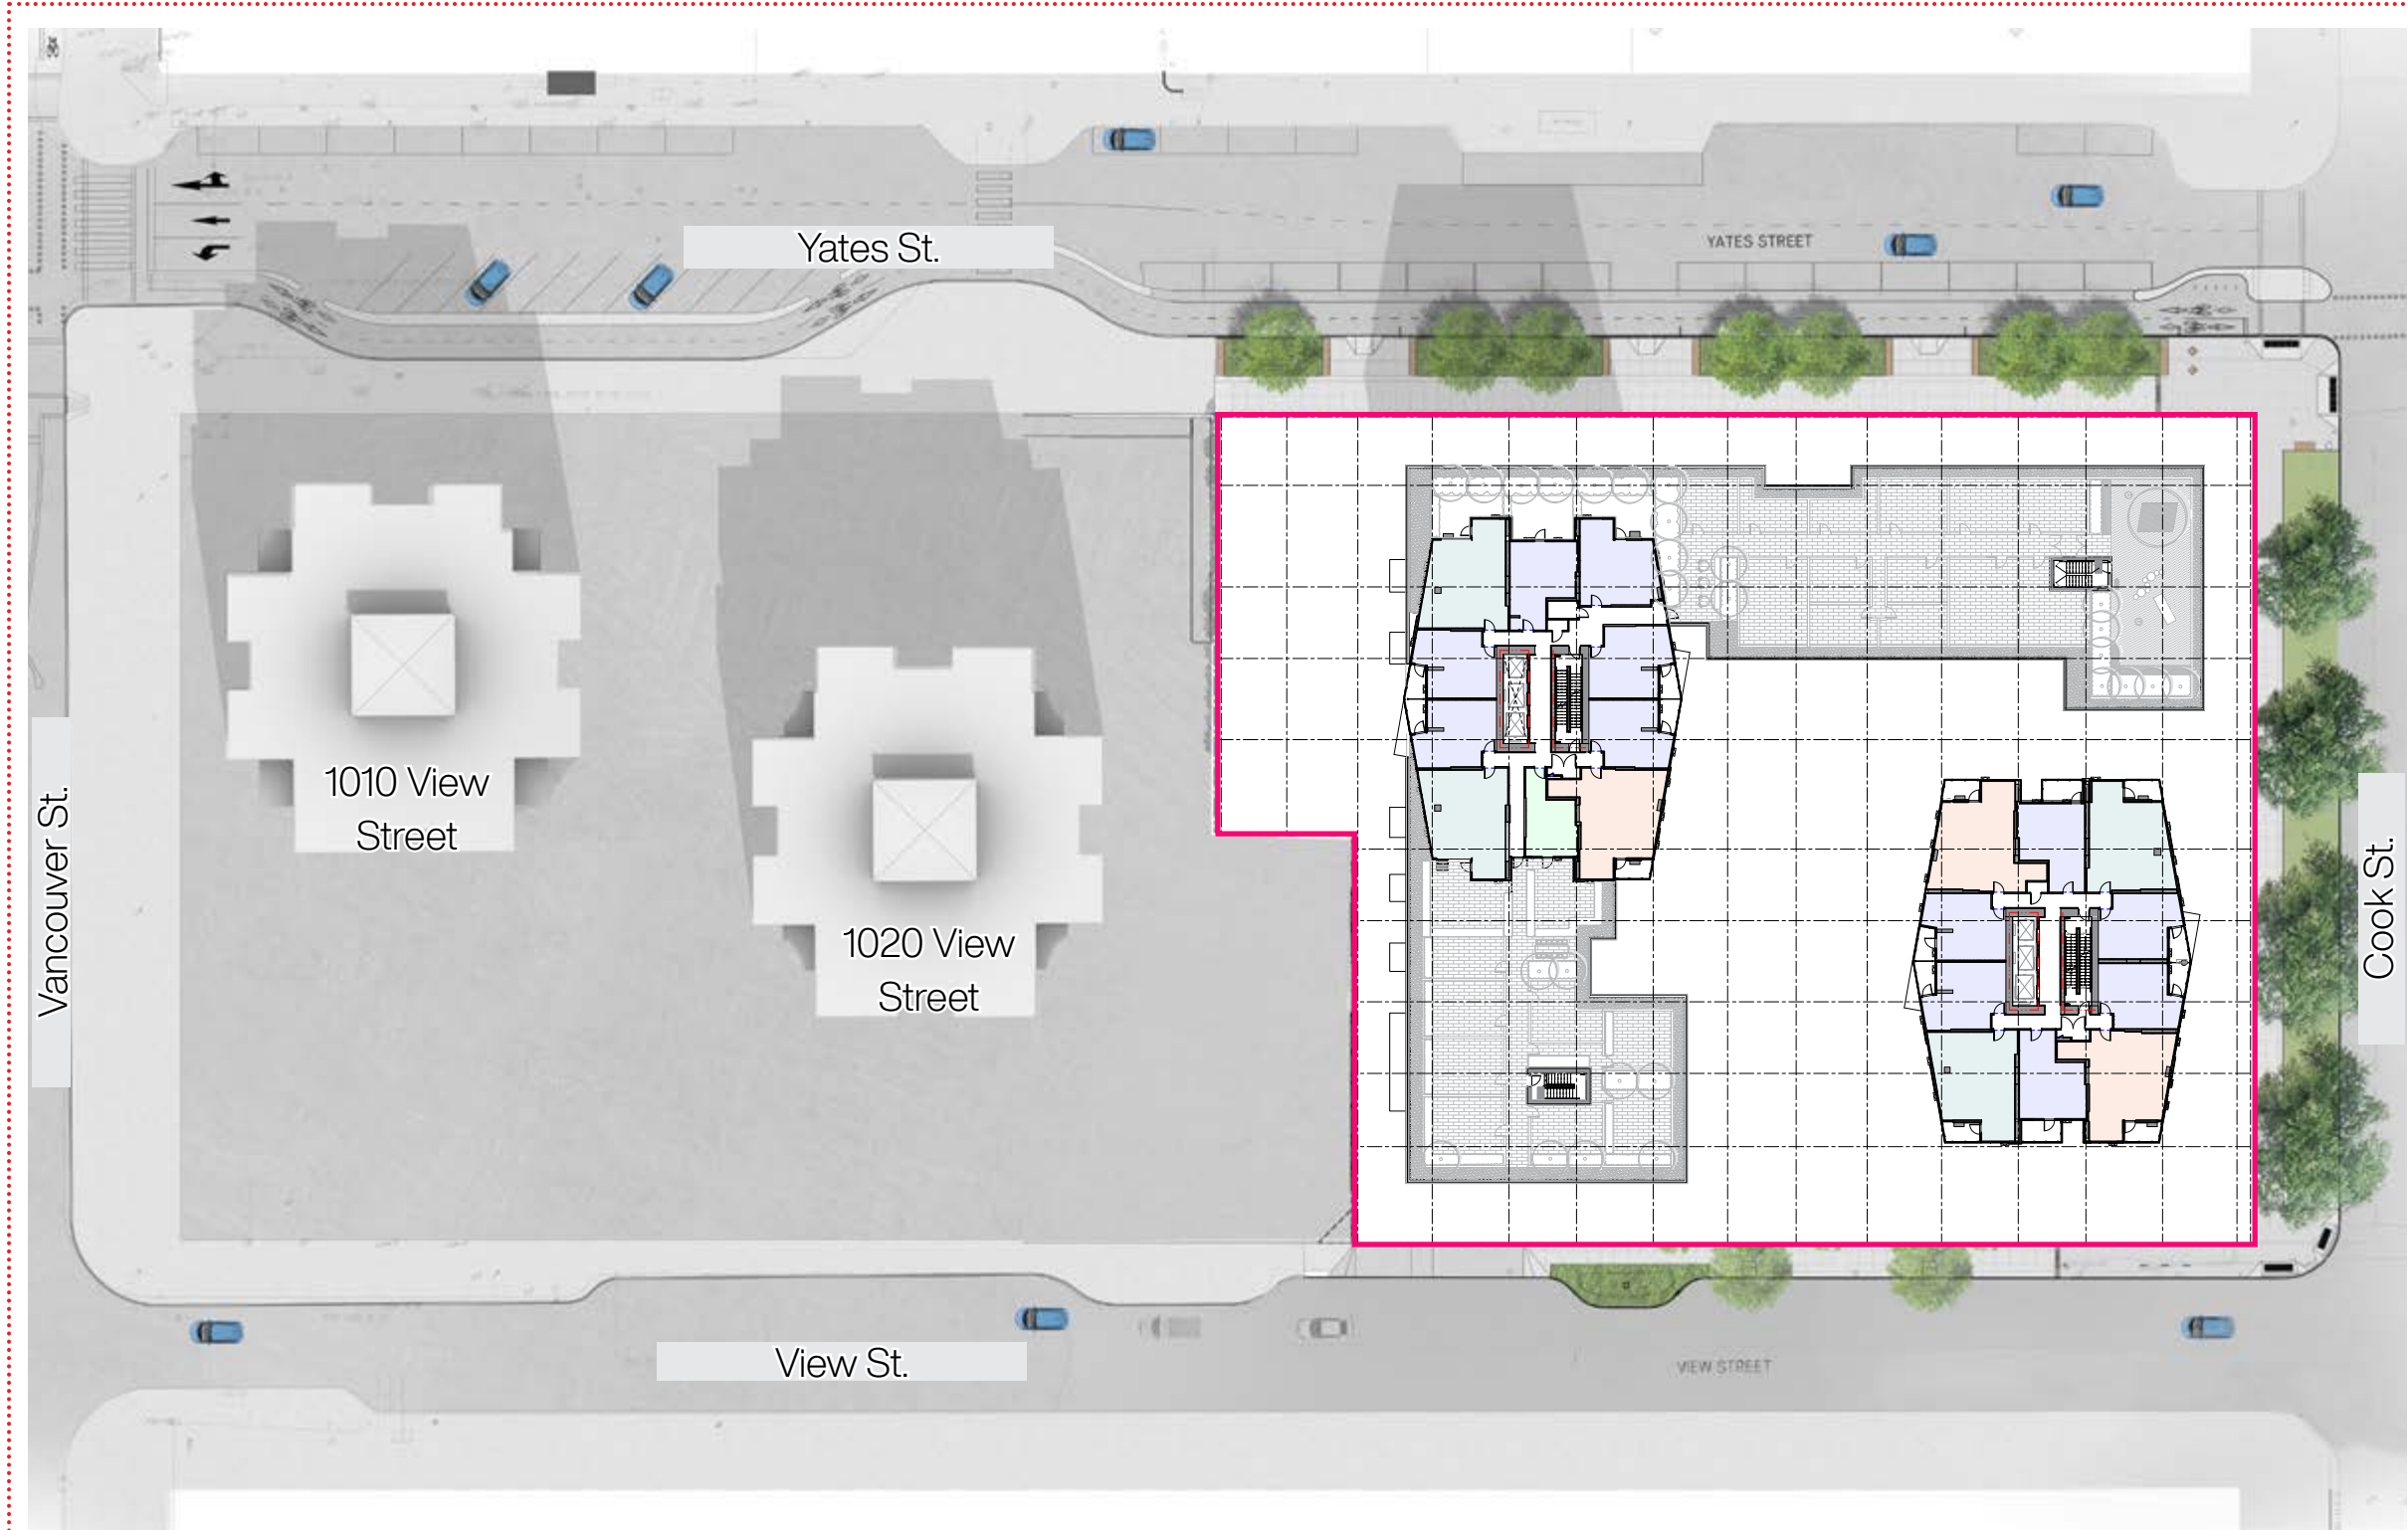 Yates St.
YATES STREET
1010 View
Street
1020 View
Street
Vancouver St.
Cook St.
View St.
VIEW STREET